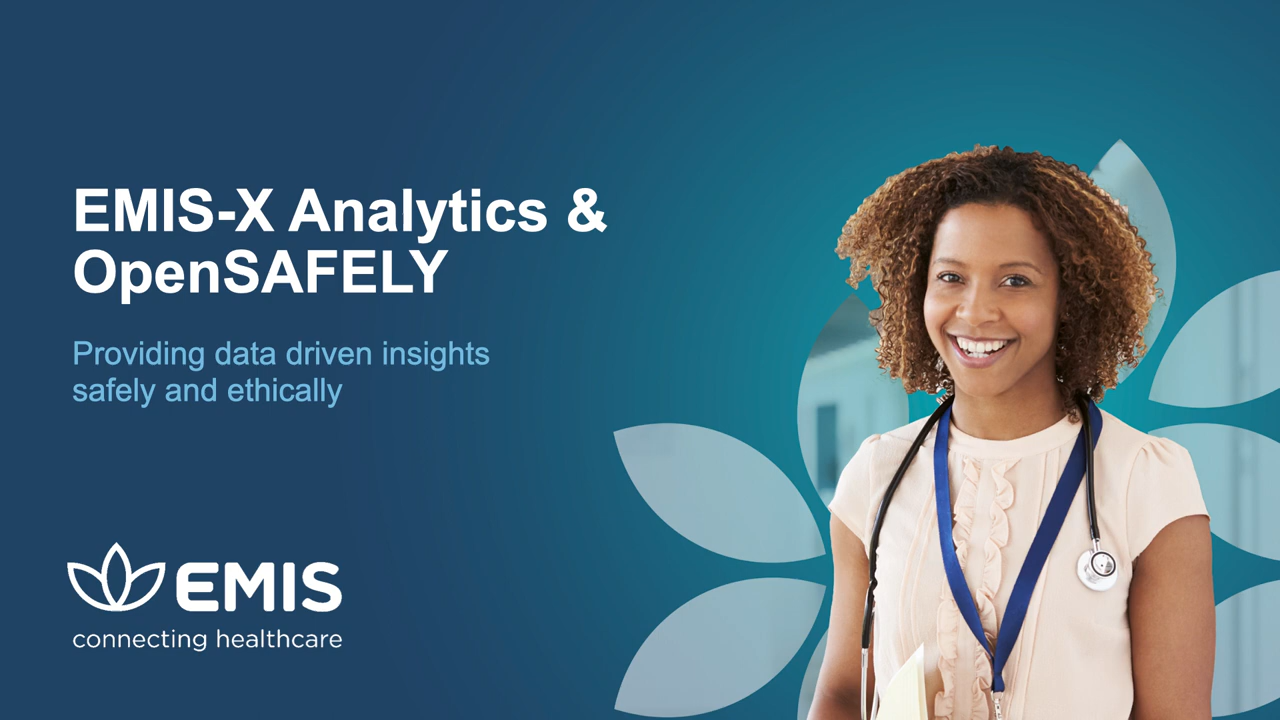 EMIS-X Analytics &
OpenSAFELY
Providing data driven insights
safely and ethically
EMIS
connecting healthcare